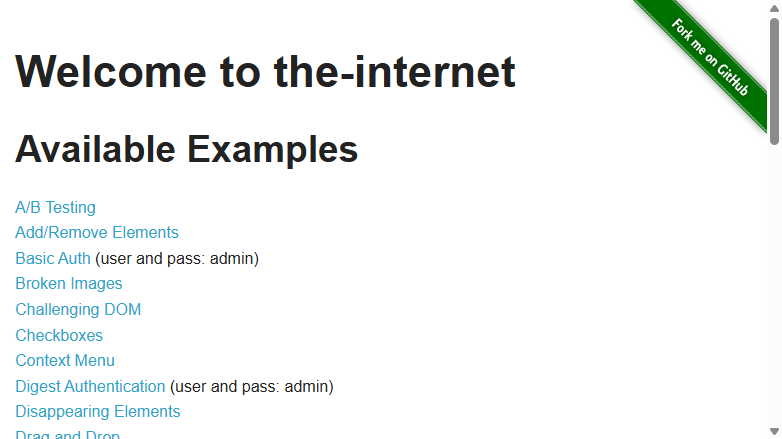 Fork me on GitHub
Welcome to the-internet
Available Examples
A/B Testing
Add/Remove Elements
Basic Auth (user and pass: admin)
Broken Images
Challenging DOM
Checkboxes
Context Menu
Digest Authentication (user and pass: admin)
Disappearing Elements
Drag and Drop